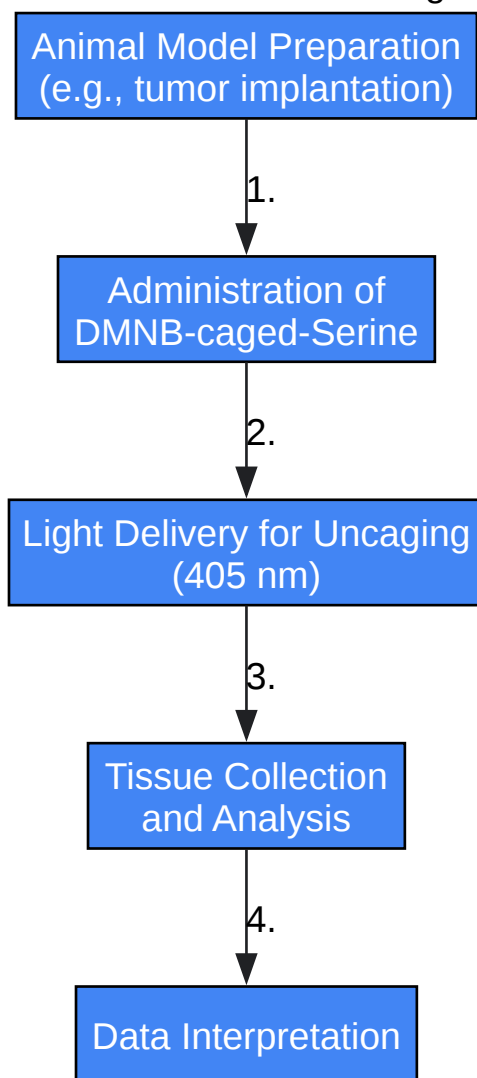 Animal Model Preparation
(e.g., tumor implantation)
1.
Administration of
DMNB-caged-Serine
2.
Light Delivery for Uncaging
(405 nm)
3.
Tissue Collection
and Analysis
4.
Data Interpretation